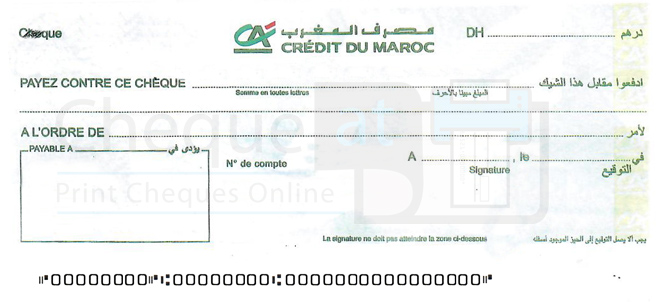 Chèque
مصرف المغرب
CRÉDIT DU MAROC
DH درهم
PAYEZ CONTRE CE CHÈQUE ادفعوا مقابل هذا الشيك
Somme en toutes lettres المبلغ مبينا بالأحرف
A L'ORDRE DE لأمر
PAYABLE A يؤدى في
N° de compte
A , le في
Signature التوقيع
Cheque dt
Print Cheques Online
La signature ne doit pas atteindre la zone ci-dessous يجب ألا يصل التوقيع إلى الحيز الموجود أسفله
⑈00000000⑈⑆00000000⑆0000000000000000⑈